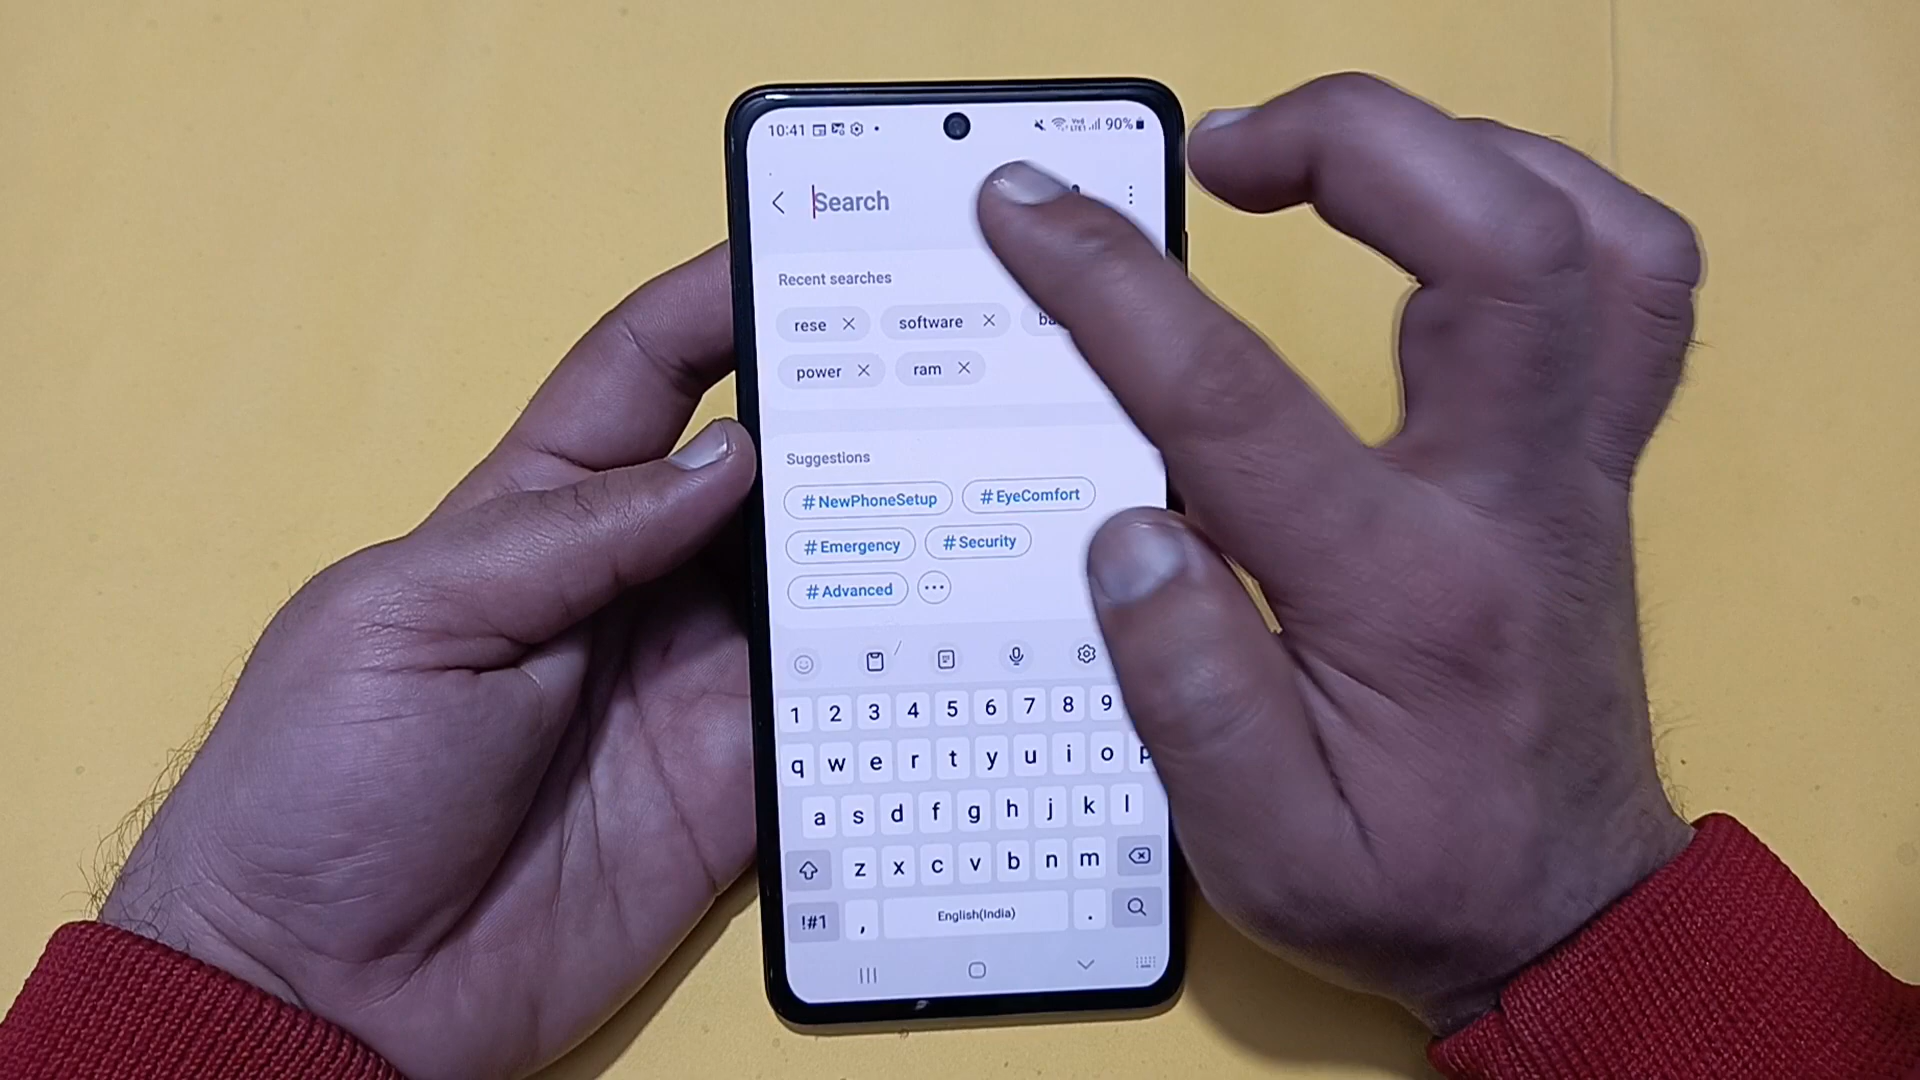 10:41 90%
Search
Recent searches
rese software
power ram
Suggestions
#NewPhoneSetup #EyeComfort
#Emergency #Security
#Advanced
1 2 3 4 5 6 7 8 9
q w e r t y u i o p
a s d f g h j k l
z x c v b n m
!#1 , English(India) .